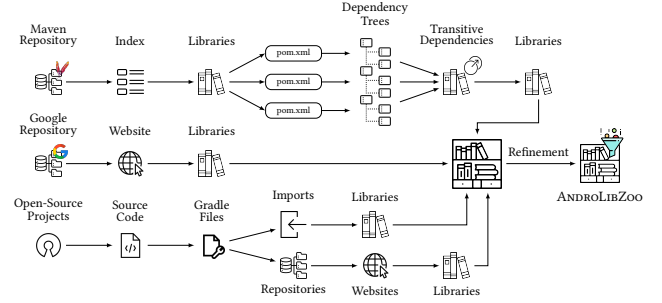 Dependency
Trees
Maven
Repository
Index
Libraries
Transitive
Dependencies
Libraries
pom.xml
pom.xml
pom.xml
Google
Repository
Website
Libraries
Refinement
AndroLibZoo
Open-Source
Projects
Source
Code
Gradle
Files
Imports
Libraries
</>
Repositories
Websites
Libraries